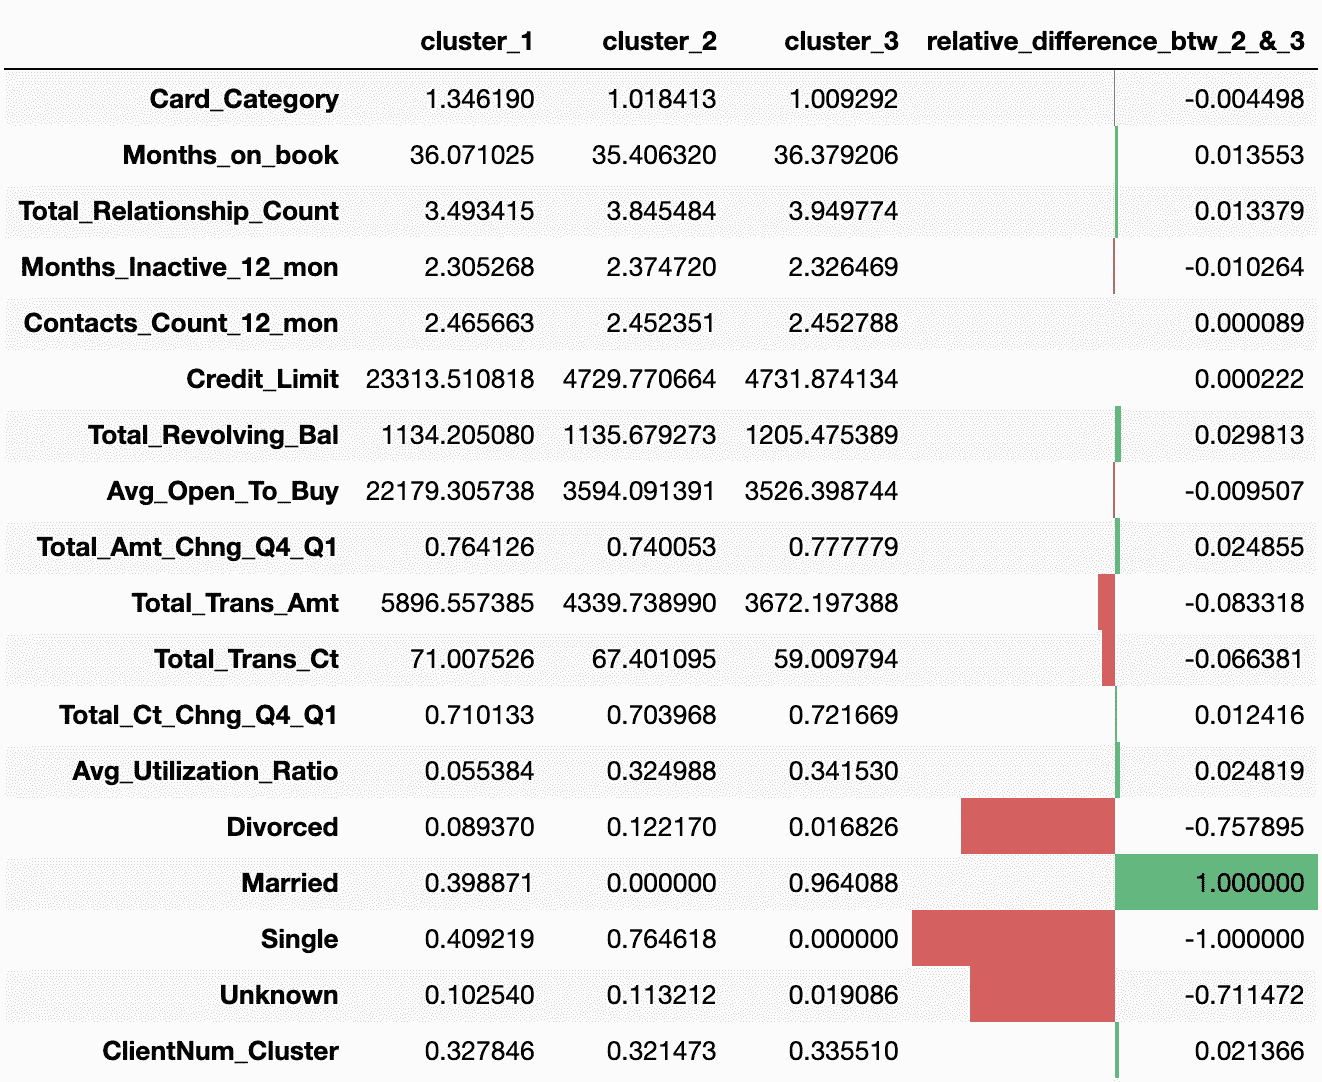 cluster_1 cluster_2 cluster_3 relative_difference_btw_2_&_3
Card_Category 1.346190 1.018413 1.009292 -0.004498
Months_on_book 36.071025 35.406320 36.379206 0.013553
Total_Relationship_Count 3.493415 3.845484 3.949774 0.013379
Months_Inactive_12_mon 2.305268 2.374720 2.326469 -0.010264
Contacts_Count_12_mon 2.465663 2.452351 2.452788 0.000089
Credit_Limit 23313.510818 4729.770664 4731.874134 0.000222
Total_Revolving_Bal 1134.205080 1135.679273 1205.475389 0.029813
Avg_Open_To_Buy 22179.305738 3594.091391 3526.398744 -0.009507
Total_Amt_Chng_Q4_Q1 0.764126 0.740053 0.777779 0.024855
Total_Trans_Amt 5896.557385 4339.738990 3672.197388 -0.083318
Total_Trans_Ct 71.007526 67.401095 59.009794 -0.066381
Total_Ct_Chng_Q4_Q1 0.710133 0.703968 0.721669 0.012416
Avg_Utilization_Ratio 0.055384 0.324988 0.341530 0.024819
Divorced 0.089370 0.122170 0.016826 -0.757895
Married 0.398871 0.000000 0.964088 1.000000
Single 0.409219 0.764618 0.000000 -1.000000
Unknown 0.102540 0.113212 0.019086 -0.711472
ClientNum_Cluster 0.327846 0.321473 0.335510 0.021366